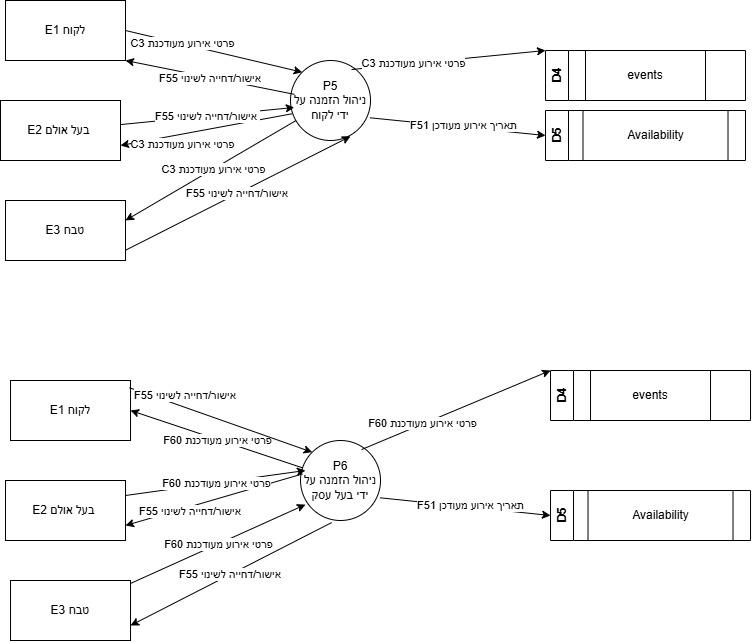 לקוח E1
פרטי אירוע מעודכנת C3
אישור/דחייה לשינוי F55
בעל אולם E2
אישור/דחייה לשינוי F55
פרטי אירוע מעודכנת C3
טבח E3
פרטי אירוע מעודכנת C3
אישור/דחייה לשינוי F55
P5
ניהול הזמנה על
ידי לקוח
פרטי אירוע מעודכנת C3
תאריך אירוע מעודכן F51
D4
events
D5
Availability
לקוח E1
אישור/דחייה לשינוי F55
פרטי אירוע מעודכנת F60
בעל אולם E2
פרטי אירוע מעודכנת F60
אישור/דחייה לשינוי F55
טבח E3
פרטי אירוע מעודכנת F60
אישור/דחייה לשינוי F55
P6
ניהול הזמנה על
ידי בעל עסק
פרטי אירוע מעודכנת F60
תאריך אירוע מעודכן F51
D4
events
D5
Availability